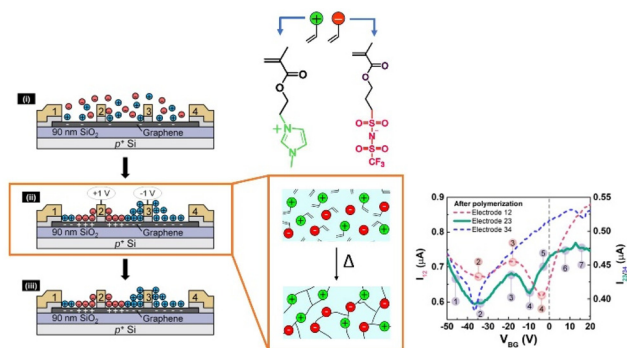 (i)
1
2
3
4
90 nm SiO2
Graphene
p+ Si
(ii)
+1 V
-1 V
1
2
3
4
90 nm SiO2
Graphene
p+ Si
(iii)
1
2
3
4
90 nm SiO2
Graphene
p+ Si
+
−
O
O
N
+
N
O
O
O
S
O
N
−
O
S
O
CF3
Δ
After polymerization
Electrode 12
Electrode 23
Electrode 34
I12 (μA)
0.9
0.8
0.7
0.6
I23/34 (μA)
0.55
0.50
0.45
0.40
-50 -40 -30 -20 -10 0 10 20
VBG (V)
1
2
2
3
3
4
4
5
6
7